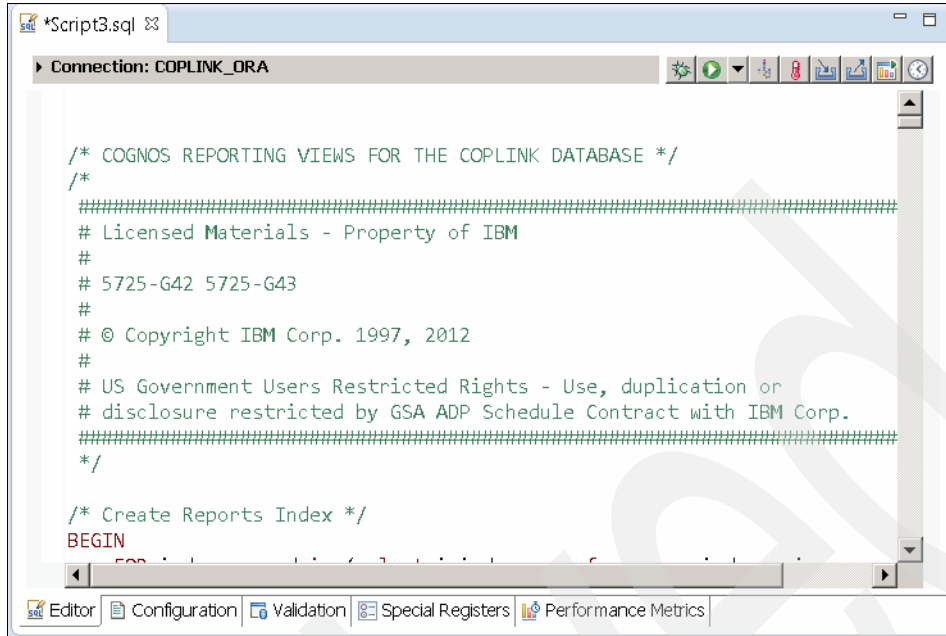 *Script3.sql
Connection: COPLINK_ORA
/* COGNOS REPORTING VIEWS FOR THE COPLINK DATABASE */
/*
################################################################################
# Licensed Materials - Property of IBM
#
# 5725-G42 5725-G43
#
# © Copyright IBM Corp. 1997, 2012
#
# US Government Users Restricted Rights - Use, duplication or
# disclosure restricted by GSA ADP Schedule Contract with IBM Corp.
################################################################################
*/
/* Create Reports Index */
BEGIN
Editor Configuration Validation Special Registers Performance Metrics